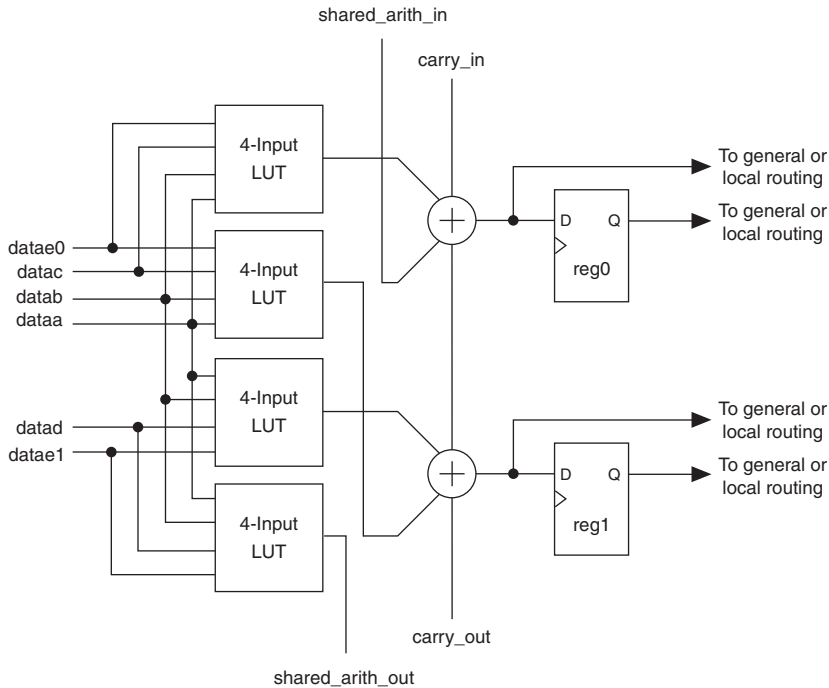 shared_arith_in
carry_in
4-Input
LUT
To general or
local routing
D Q
reg0
To general or
local routing
datae0
datac
datab
dataa
4-Input
LUT
4-Input
LUT
datad
datae1
To general or
local routing
D Q
reg1
To general or
local routing
4-Input
LUT
carry_out
shared_arith_out